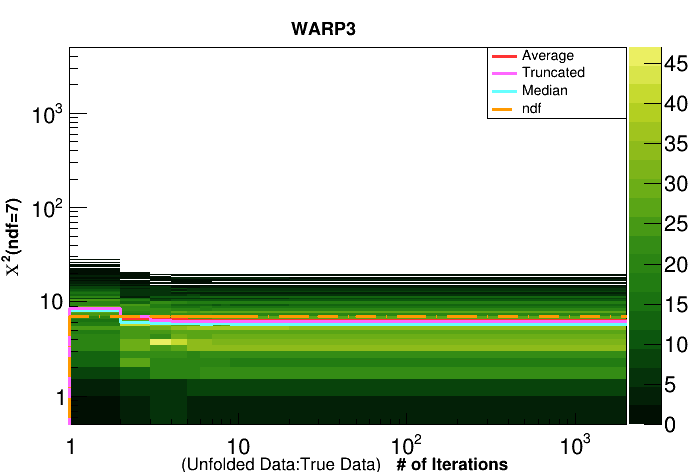 WARP3
Average
Truncated
Median
ndf
45
40
35
30
25
20
15
10
5
0
10³
10²
10
1
χ²(ndf=7)
1
10
10²
10³
(Unfolded Data:True Data) # of Iterations